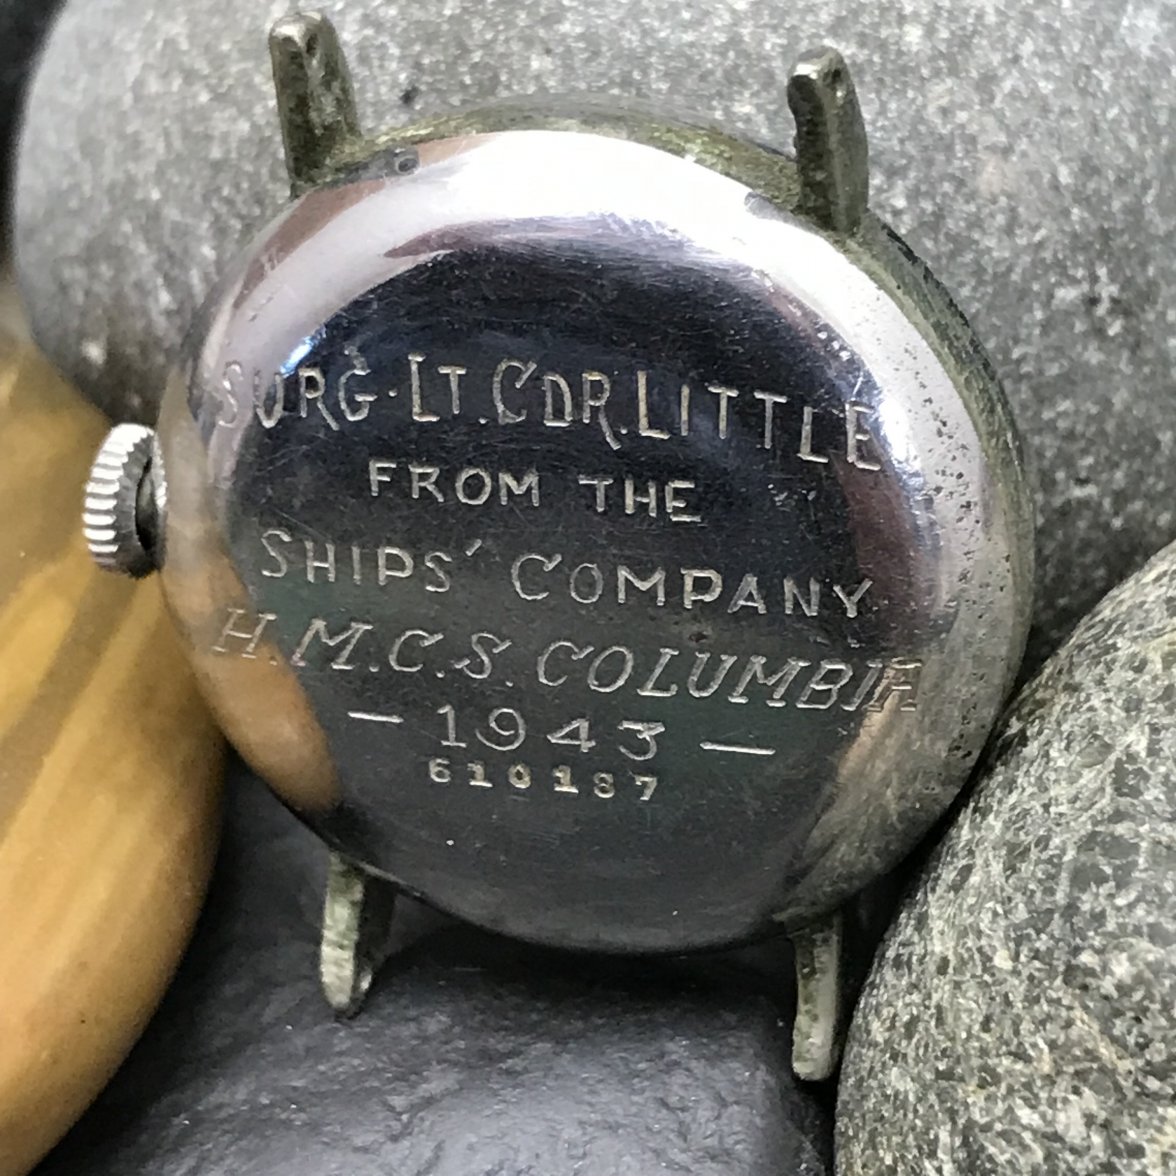 SURG·LT.CDR.LITTLE
FROM THE
SHIPS' COMPANY
H.M.C.S. COLUMBIA
— 1943 —
610187